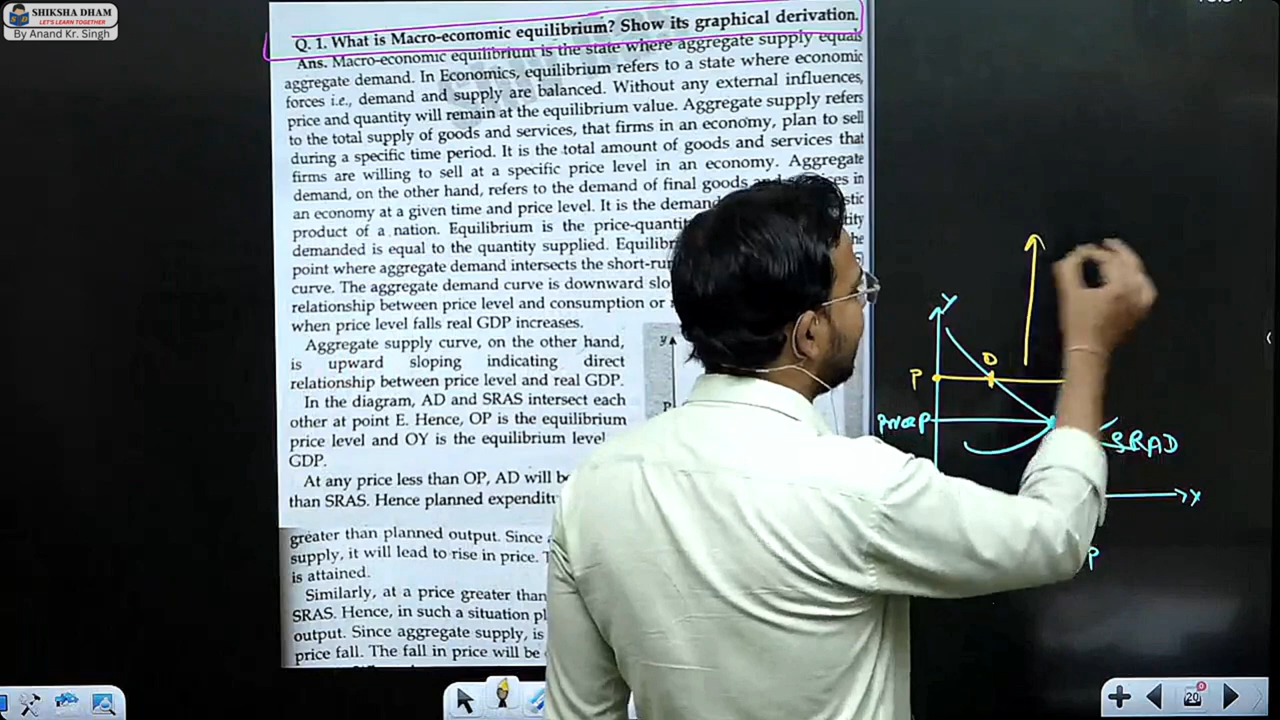 SHIKSHA DHAM
LET'S LEARN TOGETHER
By Anand Kr. Singh
Q. 1. What is Macro-economic equilibrium? Show its graphical derivation.
Ans. Macro-economic equilibrium is the state where aggregate supply equals
aggregate demand. In Economics, equilibrium refers to a state where economic
forces i.e., demand and supply are balanced. Without any external influences,
price and quantity will remain at the equilibrium value. Aggregate supply refers
to the total supply of goods and services, that firms in an economy, plan to sell
during a specific time period. It is the total amount of goods and services that
firms are willing to sell at a specific price level in an economy. Aggregate
demand, on the other hand, refers to the demand of final goods and services in
an economy at a given time and price level. It is the
product of a nation. Equilibrium is the
demanded is equal to the quantity supplied.
point where aggregate demand intersects the
curve. The aggregate demand curve is downward
relationship between price level and consumption or
when price level falls real GDP increases.
Aggregate supply curve, on the other hand,
is upward sloping indicating direct
relationship between price level and real GDP.
In the diagram, AD and SRAS intersect each
other at point E. Hence, OP is the equilibrium
price level and OY is the equilibrium level
GDP.
At any price less than OP, AD will
than SRAS. Hence planned
greater than planned output. Since
supply, it will lead to rise in price.
is attained.
Similarly, at a price greater than
SRAS. Hence, in such a situation
output. Since aggregate supply, is
price fall. The fall in price will be
y
P
Y
D
P
Price P
SRAD
X
P
20